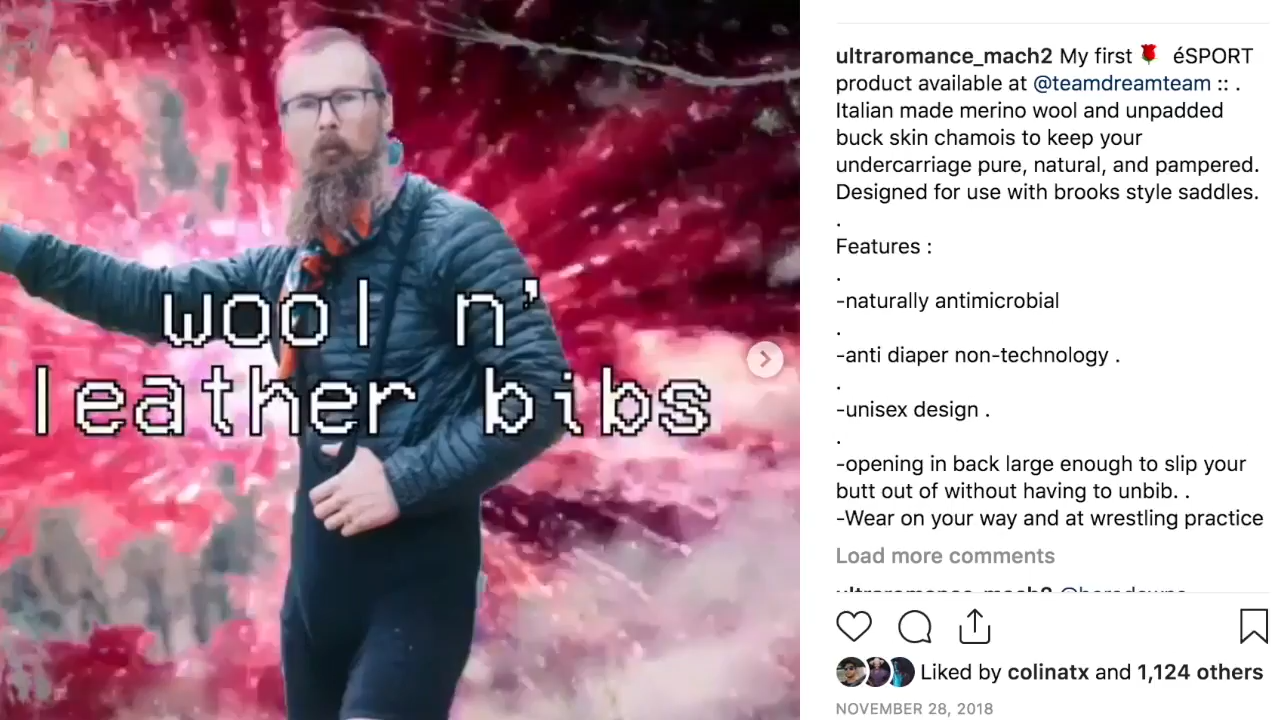 wool n'
leather bibs
ultraromance_mach2 My first🌹 éSPORT
product available at @teamdreamteam :: .
Italian made merino wool and unpadded
buck skin chamois to keep your
undercarriage pure, natural, and pampered.
Designed for use with brooks style saddles.
.
Features :
.
-naturally antimicrobial
.
-anti diaper non-technology .
.
-unisex design .
.
-opening in back large enough to slip your
butt out of without having to unbib. .
-Wear on your way and at wrestling practice
Load more comments
Liked by colinatx and 1,124 others
NOVEMBER 28, 2018